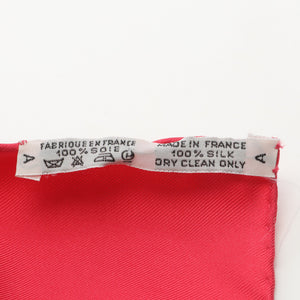 A
FABRIQUE EN FRANCE
100% SOIE
MADE IN FRANCE
100% SILK
DRY CLEAN ONLY
A